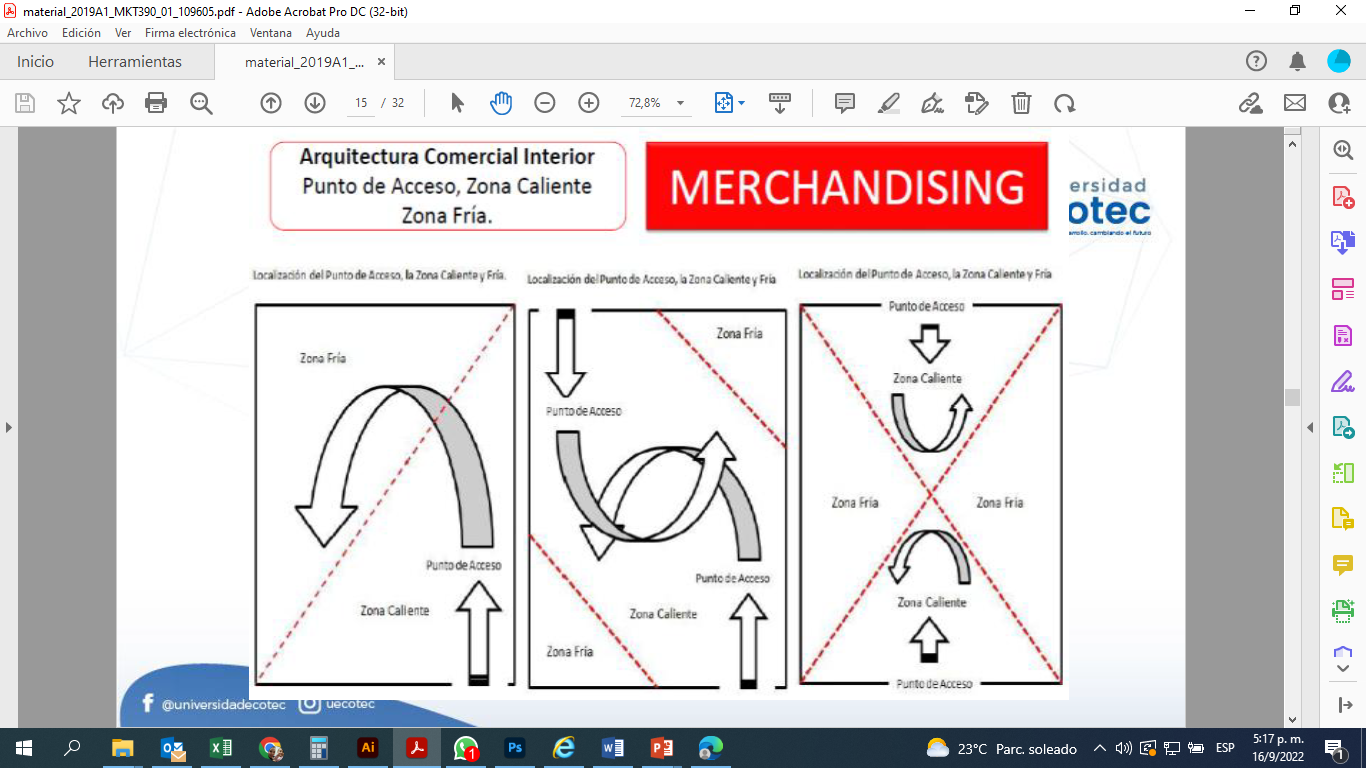 material_2019A1_MKT390_01_109605.pdf - Adobe Acrobat Pro DC (32-bit)
Archivo Edición Ver Firma electrónica Ventana Ayuda
Inicio Herramientas material_2019A1_...
15 / 32 72,8%
Arquitectura Comercial Interior
Punto de Acceso, Zona Caliente
Zona Fría.
MERCHANDISING
ersidad
otec
Localización del Punto de Acceso, la Zona Caliente y Fría.
Zona Fría
Punto de Acceso
Zona Caliente
Localización del Punto de Acceso, la Zona Caliente y Fría
Zona Fría
Punto de Acceso
Punto de Acceso
Zona Caliente
Zona Fría
Localización del Punto de Acceso, la Zona Caliente y Fría
Punto de Acceso
Zona Caliente
Zona Fría Zona Fría
Zona Caliente
Punto de Acceso
@universidadecotec uecotec
23°C Parc. soleado
ESP
5:17 p. m.
16/9/2022